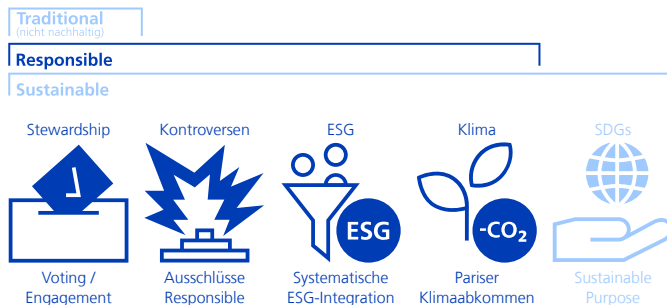 Traditional
(nicht nachhaltig)
Responsible
Sustainable
Stewardship
Kontroversen
ESG
Klima
SDGs
ESG
-CO₂
Voting /
Engagement
Ausschlüsse
Responsible
Systematische
ESG-Integration
Pariser
Klimaabkommen
Sustainable
Purpose